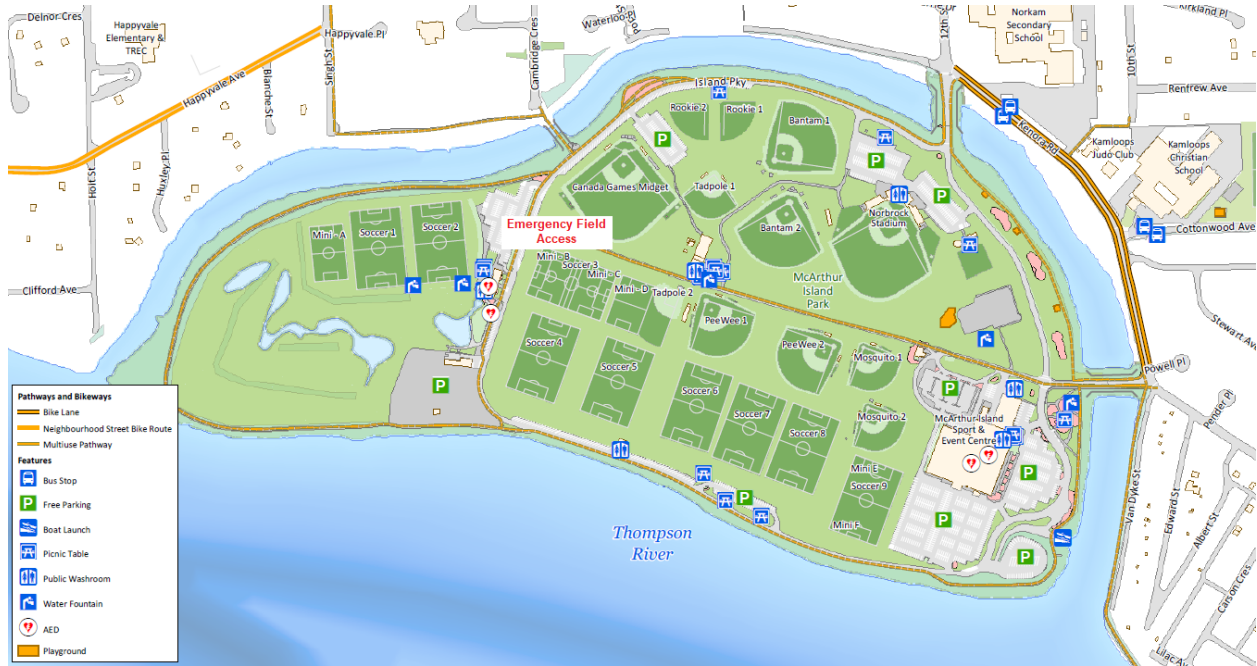 Delnor Cres
Happyvale
Elementary &
TREC
Happyvale Pl
Singh St
Cambridge Cres
Waterloo Pl
12th St
Norkam
Secondary
School
Kirkland Pl
10th St
Renfrew Ave
Happyvale Ave
Blanche St
Huxley Pl
Holt St
Clifford Ave
Island Pky
Rookie 2
Rookie 1
Bantam 1
P
P
P
Kenora Rd
Kamloops
Judo Club
Kamloops
Christian
School
Cottonwood Ave
Canada Games Midget
Tadpole 1
Bantam 2
Norbrock
Stadium
Emergency Field
Access
Mini - A
Soccer 1
Soccer 2
Mini - B
Soccer 3
Mini - C
Mini - D
Tadpole 2
McArthur
Island
Park
PeeWee 1
PeeWee 2
Mosquito 1
Mosquito 2
Soccer 4
Soccer 5
Soccer 6
Soccer 7
Soccer 8
Mini E
Soccer 9
Mini F
P
P
McArthur Island
Sport &
Event Centre
P
P
P
P
Stewart Ave
Powell Pl
Pender Pl
Van Dyke St
Edward St
Albert St
Carson Cres
Lilac Av
Thompson
River
Pathways and Bikeways
Bike Lane
Neighbourhood Street Bike Route
Multiuse Pathway
Features
Bus Stop
P
Free Parking
Boat Launch
Picnic Table
Public Washroom
Water Fountain
AED
Playground